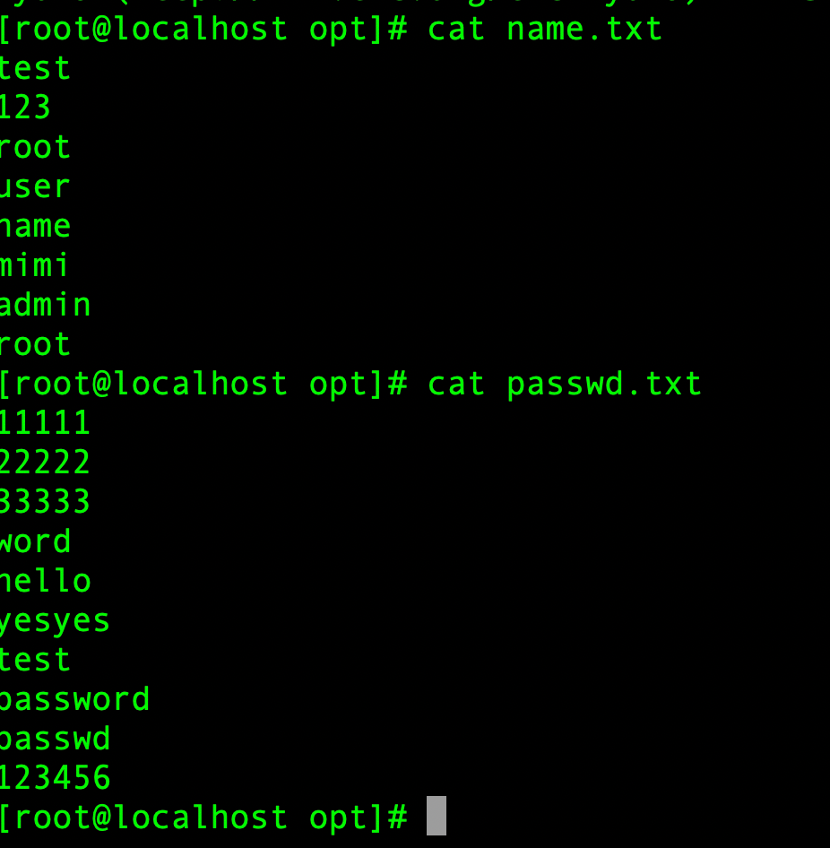 [root@localhost opt]# cat name.txt
test
123
root
user
name
mimi
admin
root
[root@localhost opt]# cat passwd.txt
11111
22222
33333
word
hello
yesyes
test
password
passwd
123456
[root@localhost opt]#